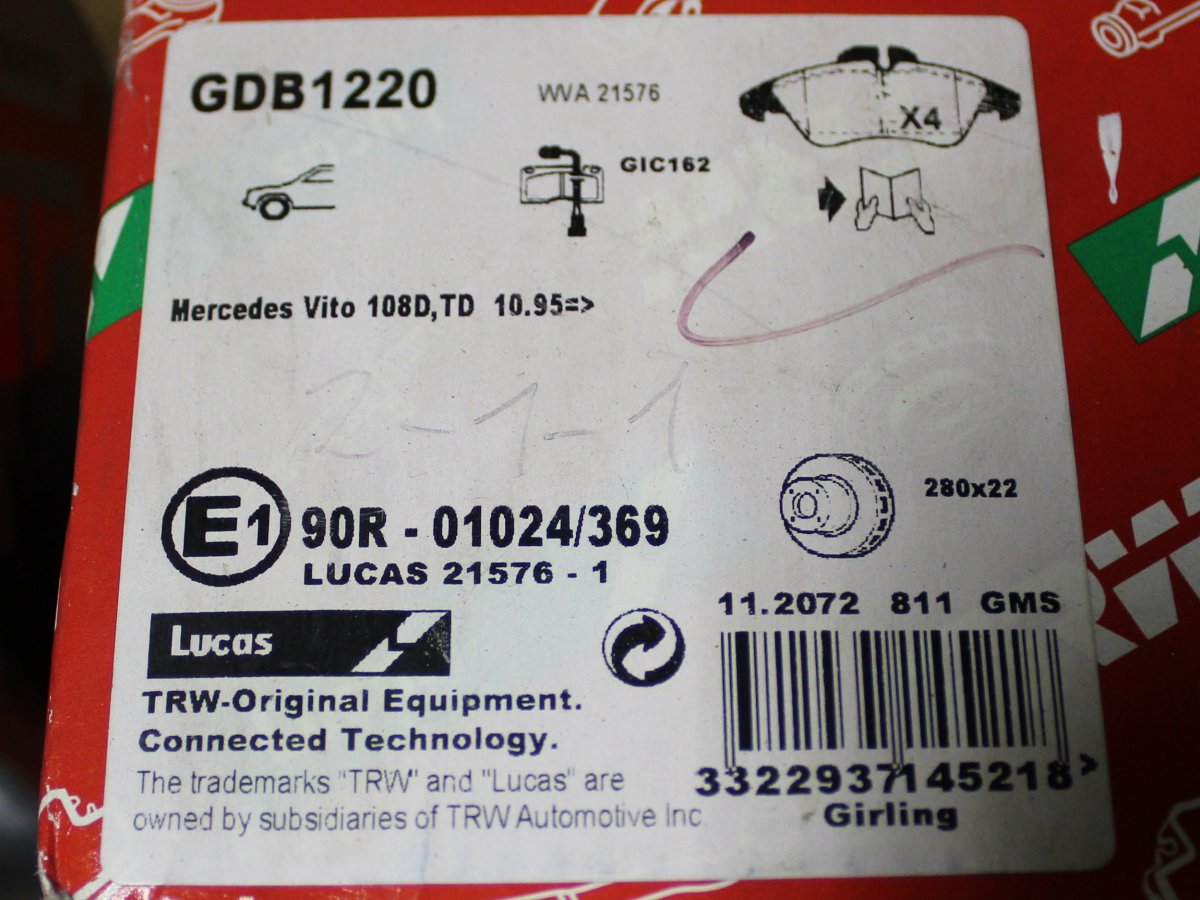 GDB1220
WVA 21576
X4
GIC162
Mercedes Vito 108D,TD 10.95=>
2-1-1
E1 90R - 01024/369
LUCAS 21576 - 1
280x22
11.2072 811 GMS
Lucas
TRW-Original Equipment.
Connected Technology.
The trademarks "TRW" and "Lucas" are
owned by subsidiaries of TRW Automotive Inc.
3322937145218>
Girling